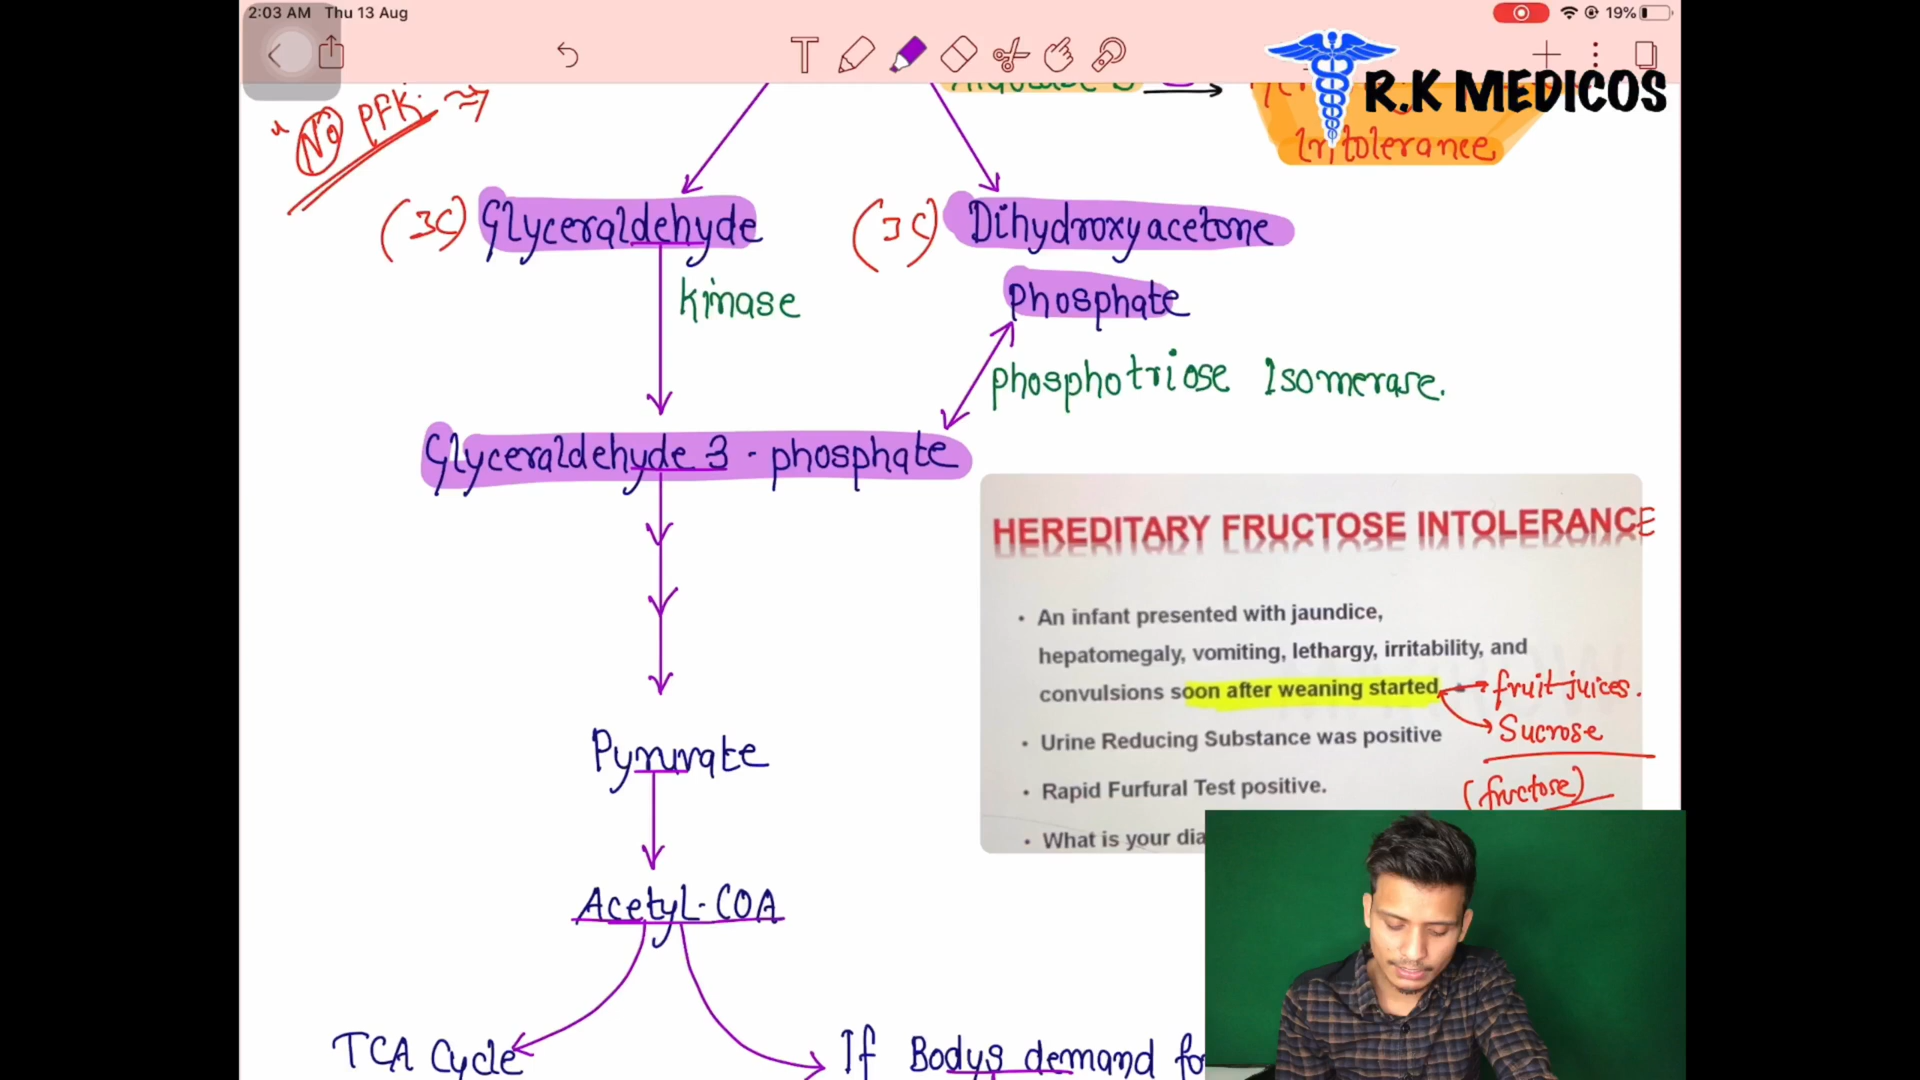 2:03 AM Thu 13 Aug
19%
T
R.K MEDICOS
"No PFK.
Intolerance
(3C) Glyceraldehyde
(3C) Dihydroxyacetone
phosphate
kinase
phosphotriose Isomerase.
Glyceraldehyde 3 - phosphate
HEREDITARY FRUCTOSE INTOLERANCE
• An infant presented with jaundice,
hepatomegaly, vomiting, lethargy, irritability, and
convulsions soon after weaning started
fruit juices.
Sucrose
(fructose)
• Urine Reducing Substance was positive
• Rapid Furfural Test positive.
• What is your dia
Pyruvate
Acetyl-COA
TCA Cycle
If Bodys demand fo